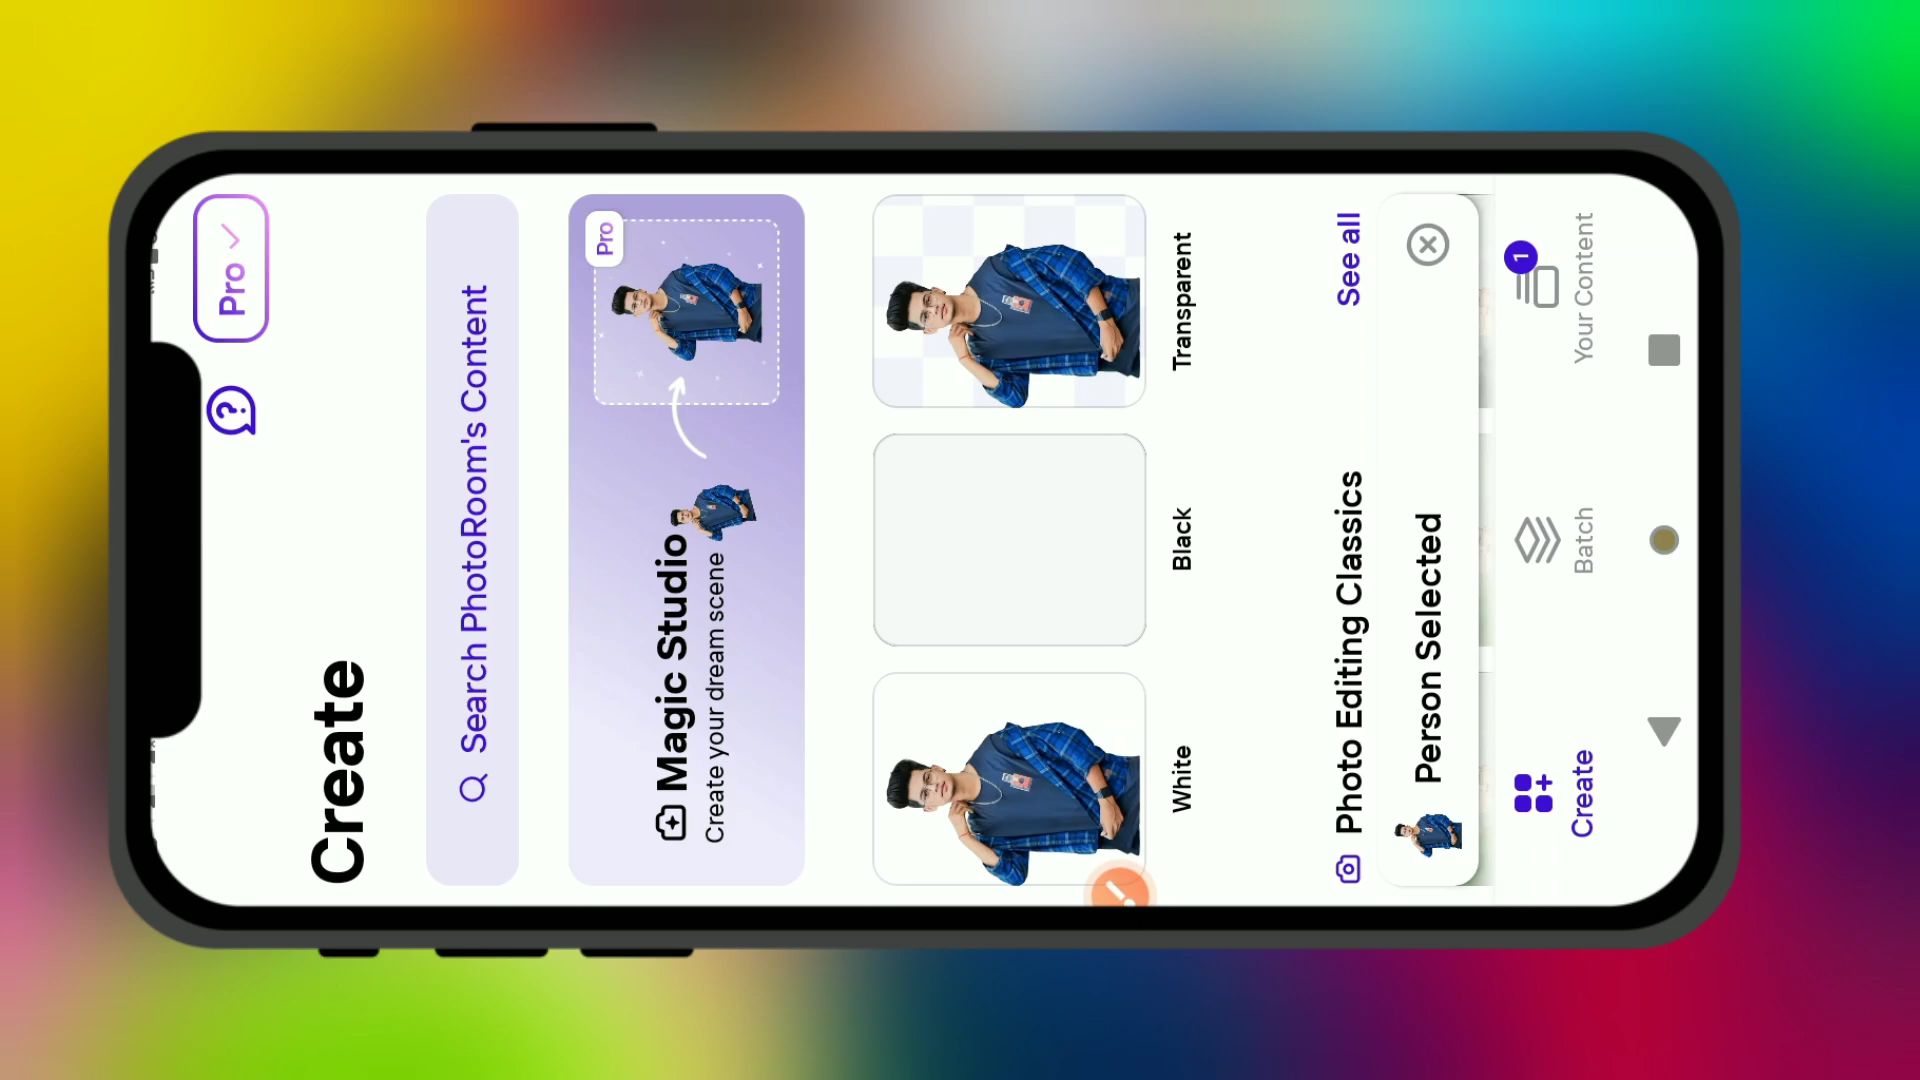 Pro
Create
Search PhotoRoom's Content
Pro
Magic Studio
Create your dream scene
White
Black
Transparent
Photo Editing Classics
See all
Person Selected
1
Create
Batch
Your Content